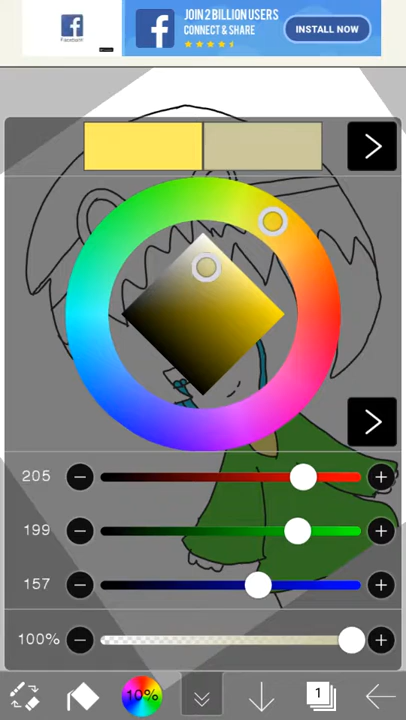 JOIN 2 BILLION USERS
CONNECT & SHARE
INSTALL NOW
Facebook
205
199
157
100%
10%
1